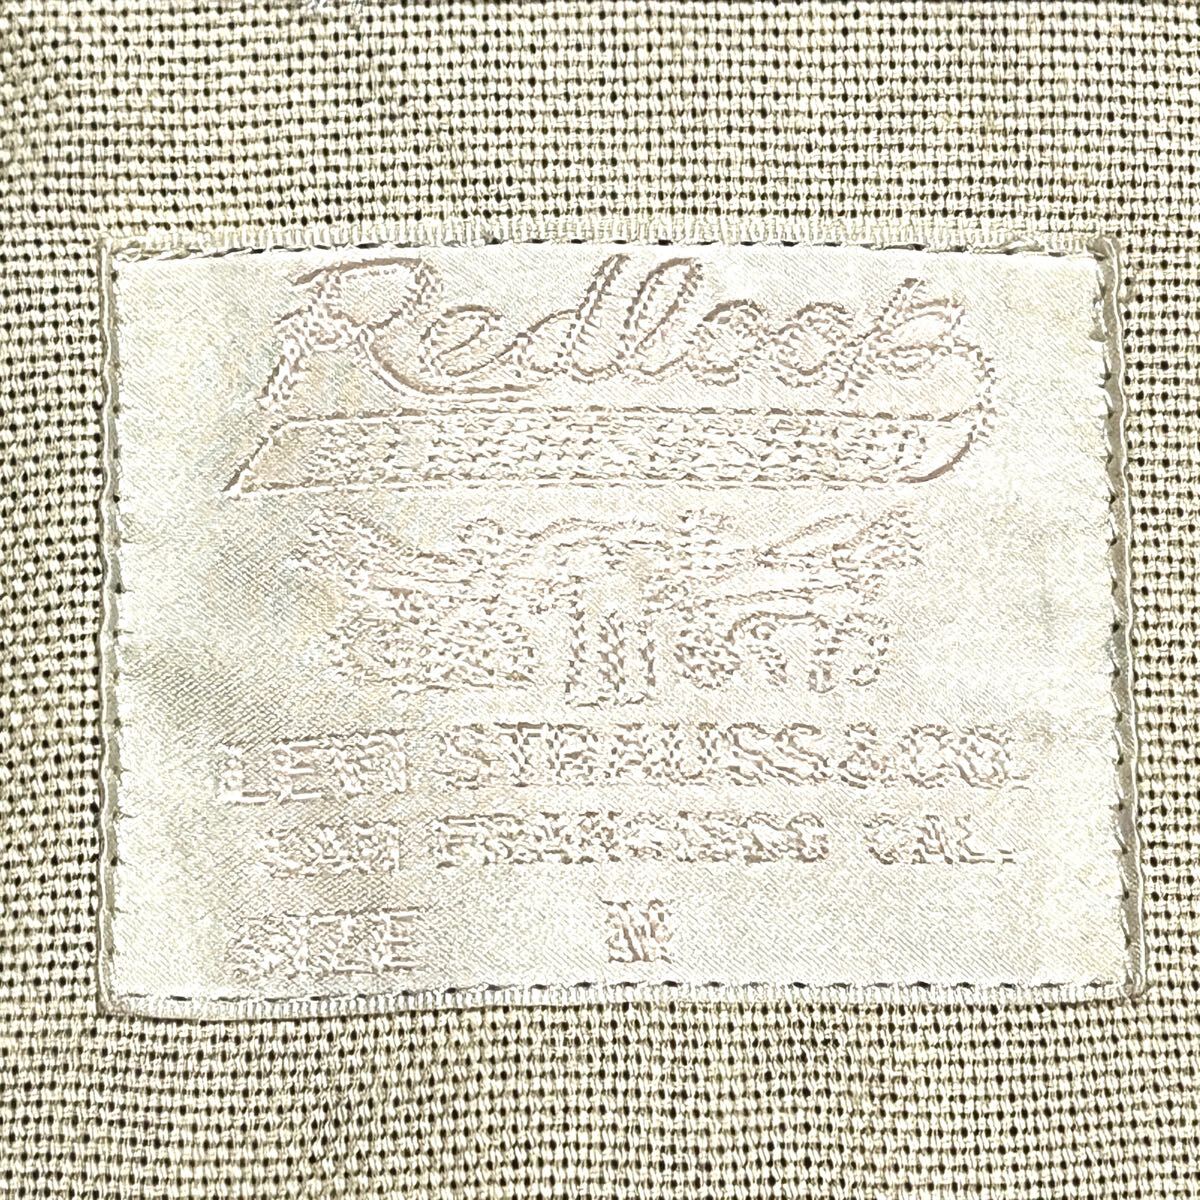 Redloop
LEVI STRAUSS & CO.
SAN FRANCISCO CAL.
SIZE M